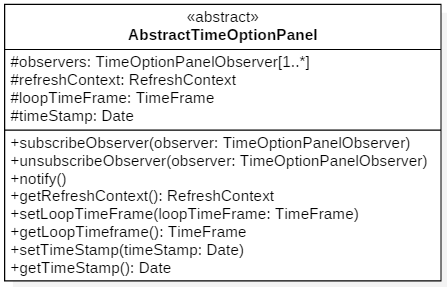 «abstract»
AbstractTimeOptionPanel
#observers: TimeOptionPanelObserver[1..*]
#refreshContext: RefreshContext
#loopTimeFrame: TimeFrame
#timeStamp: Date
+subscribeObserver(observer: TimeOptionPanelObserver)
+unsubscribeObserver(observer: TimeOptionPanelObserver)
+notify()
+getRefreshContext(): RefreshContext
+setLoopTimeFrame(loopTimeFrame: TimeFrame)
+getLoopTimeframe(): TimeFrame
+setTimeStamp(timeStamp: Date)
+getTimeStamp(): Date